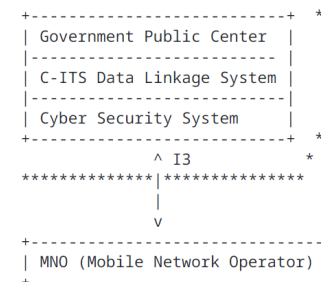 +---------------------------+ *
| Government Public Center |
|--------------------------- |
| C-ITS Data Linkage System |
|---------------------------|
| Cyber Security System |
+---------------------------+ *
^ I3 *
**************|***************
|
v
+------------------------------
| MNO (Mobile Network Operator)
+